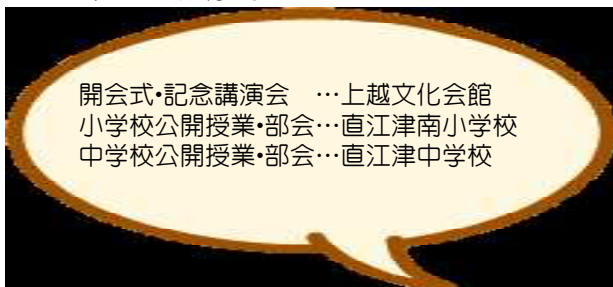 開会式・記念講演会　…上越文化会館
小学校公開授業・部会…直江津南小学校
中学校公開授業・部会…直江津中学校